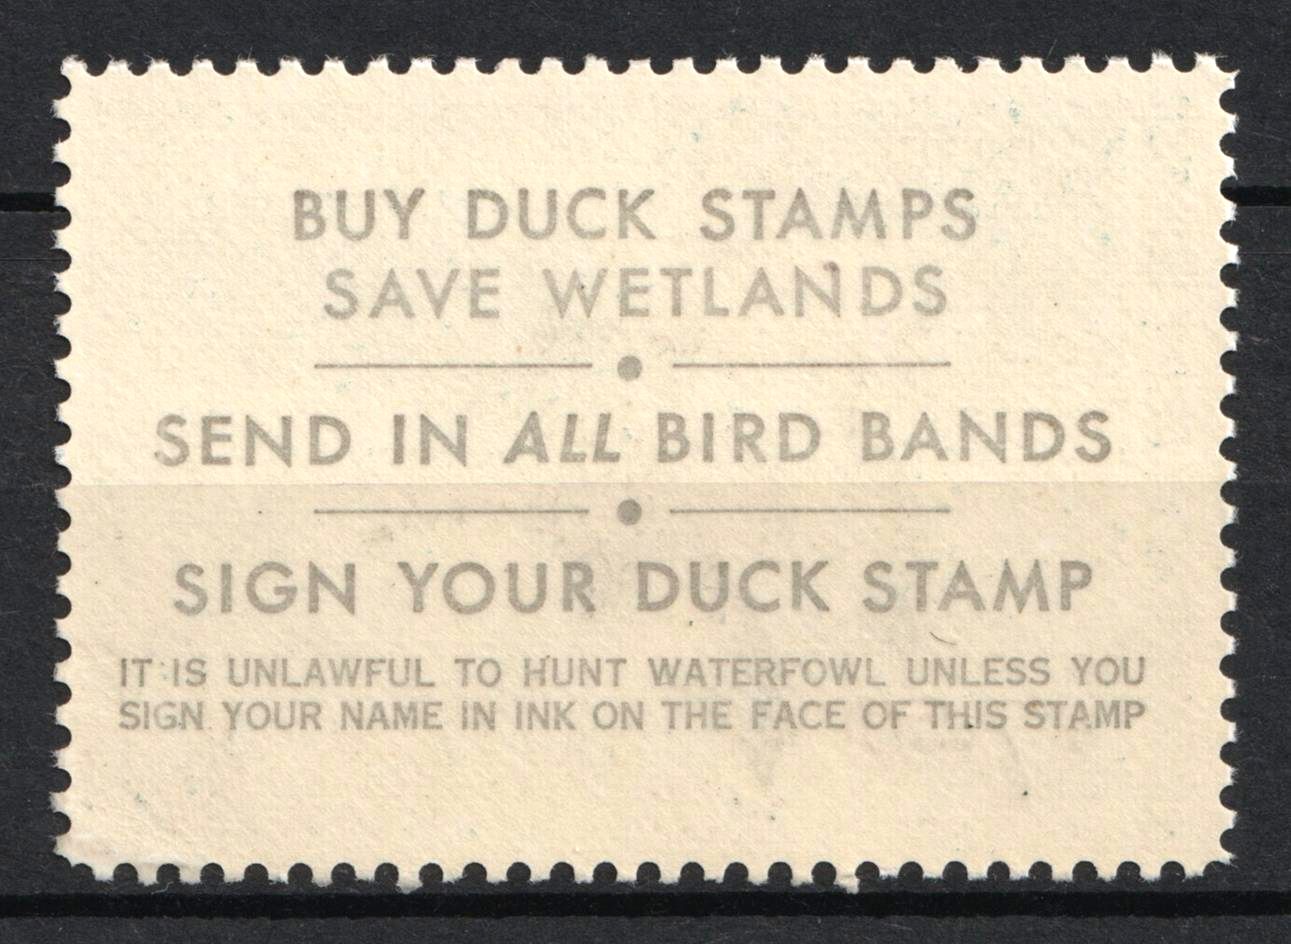 BUY DUCK STAMPS
SAVE WETLANDS
SEND IN ALL BIRD BANDS
SIGN YOUR DUCK STAMP
IT IS UNLAWFUL TO HUNT WATERFOWL UNLESS YOU
SIGN YOUR NAME IN INK ON THE FACE OF THIS STAMP